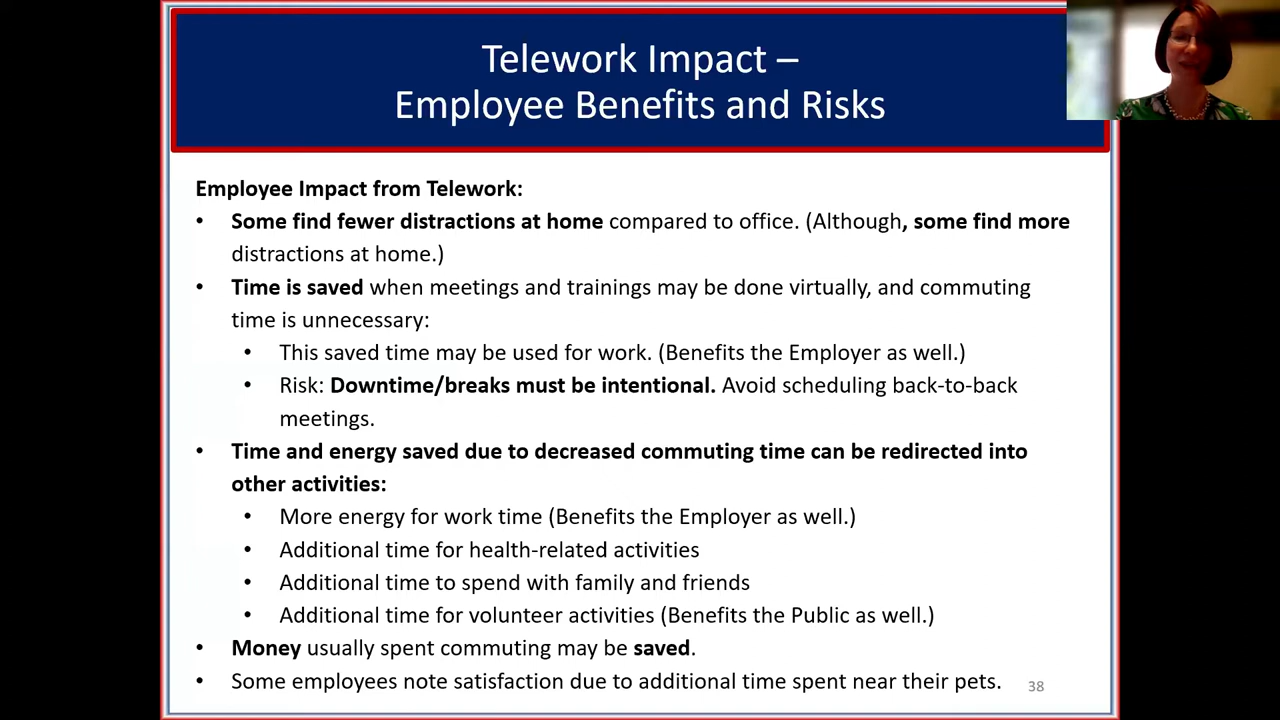 Telework Impact –
Employee Benefits and Risks
Employee Impact from Telework:
• Some find fewer distractions at home compared to office. (Although, some find more
distractions at home.)
• Time is saved when meetings and trainings may be done virtually, and commuting
time is unnecessary:
• This saved time may be used for work. (Benefits the Employer as well.)
• Risk: Downtime/breaks must be intentional. Avoid scheduling back-to-back
meetings.
• Time and energy saved due to decreased commuting time can be redirected into
other activities:
• More energy for work time (Benefits the Employer as well.)
• Additional time for health-related activities
• Additional time to spend with family and friends
• Additional time for volunteer activities (Benefits the Public as well.)
• Money usually spent commuting may be saved.
• Some employees note satisfaction due to additional time spent near their pets.
38